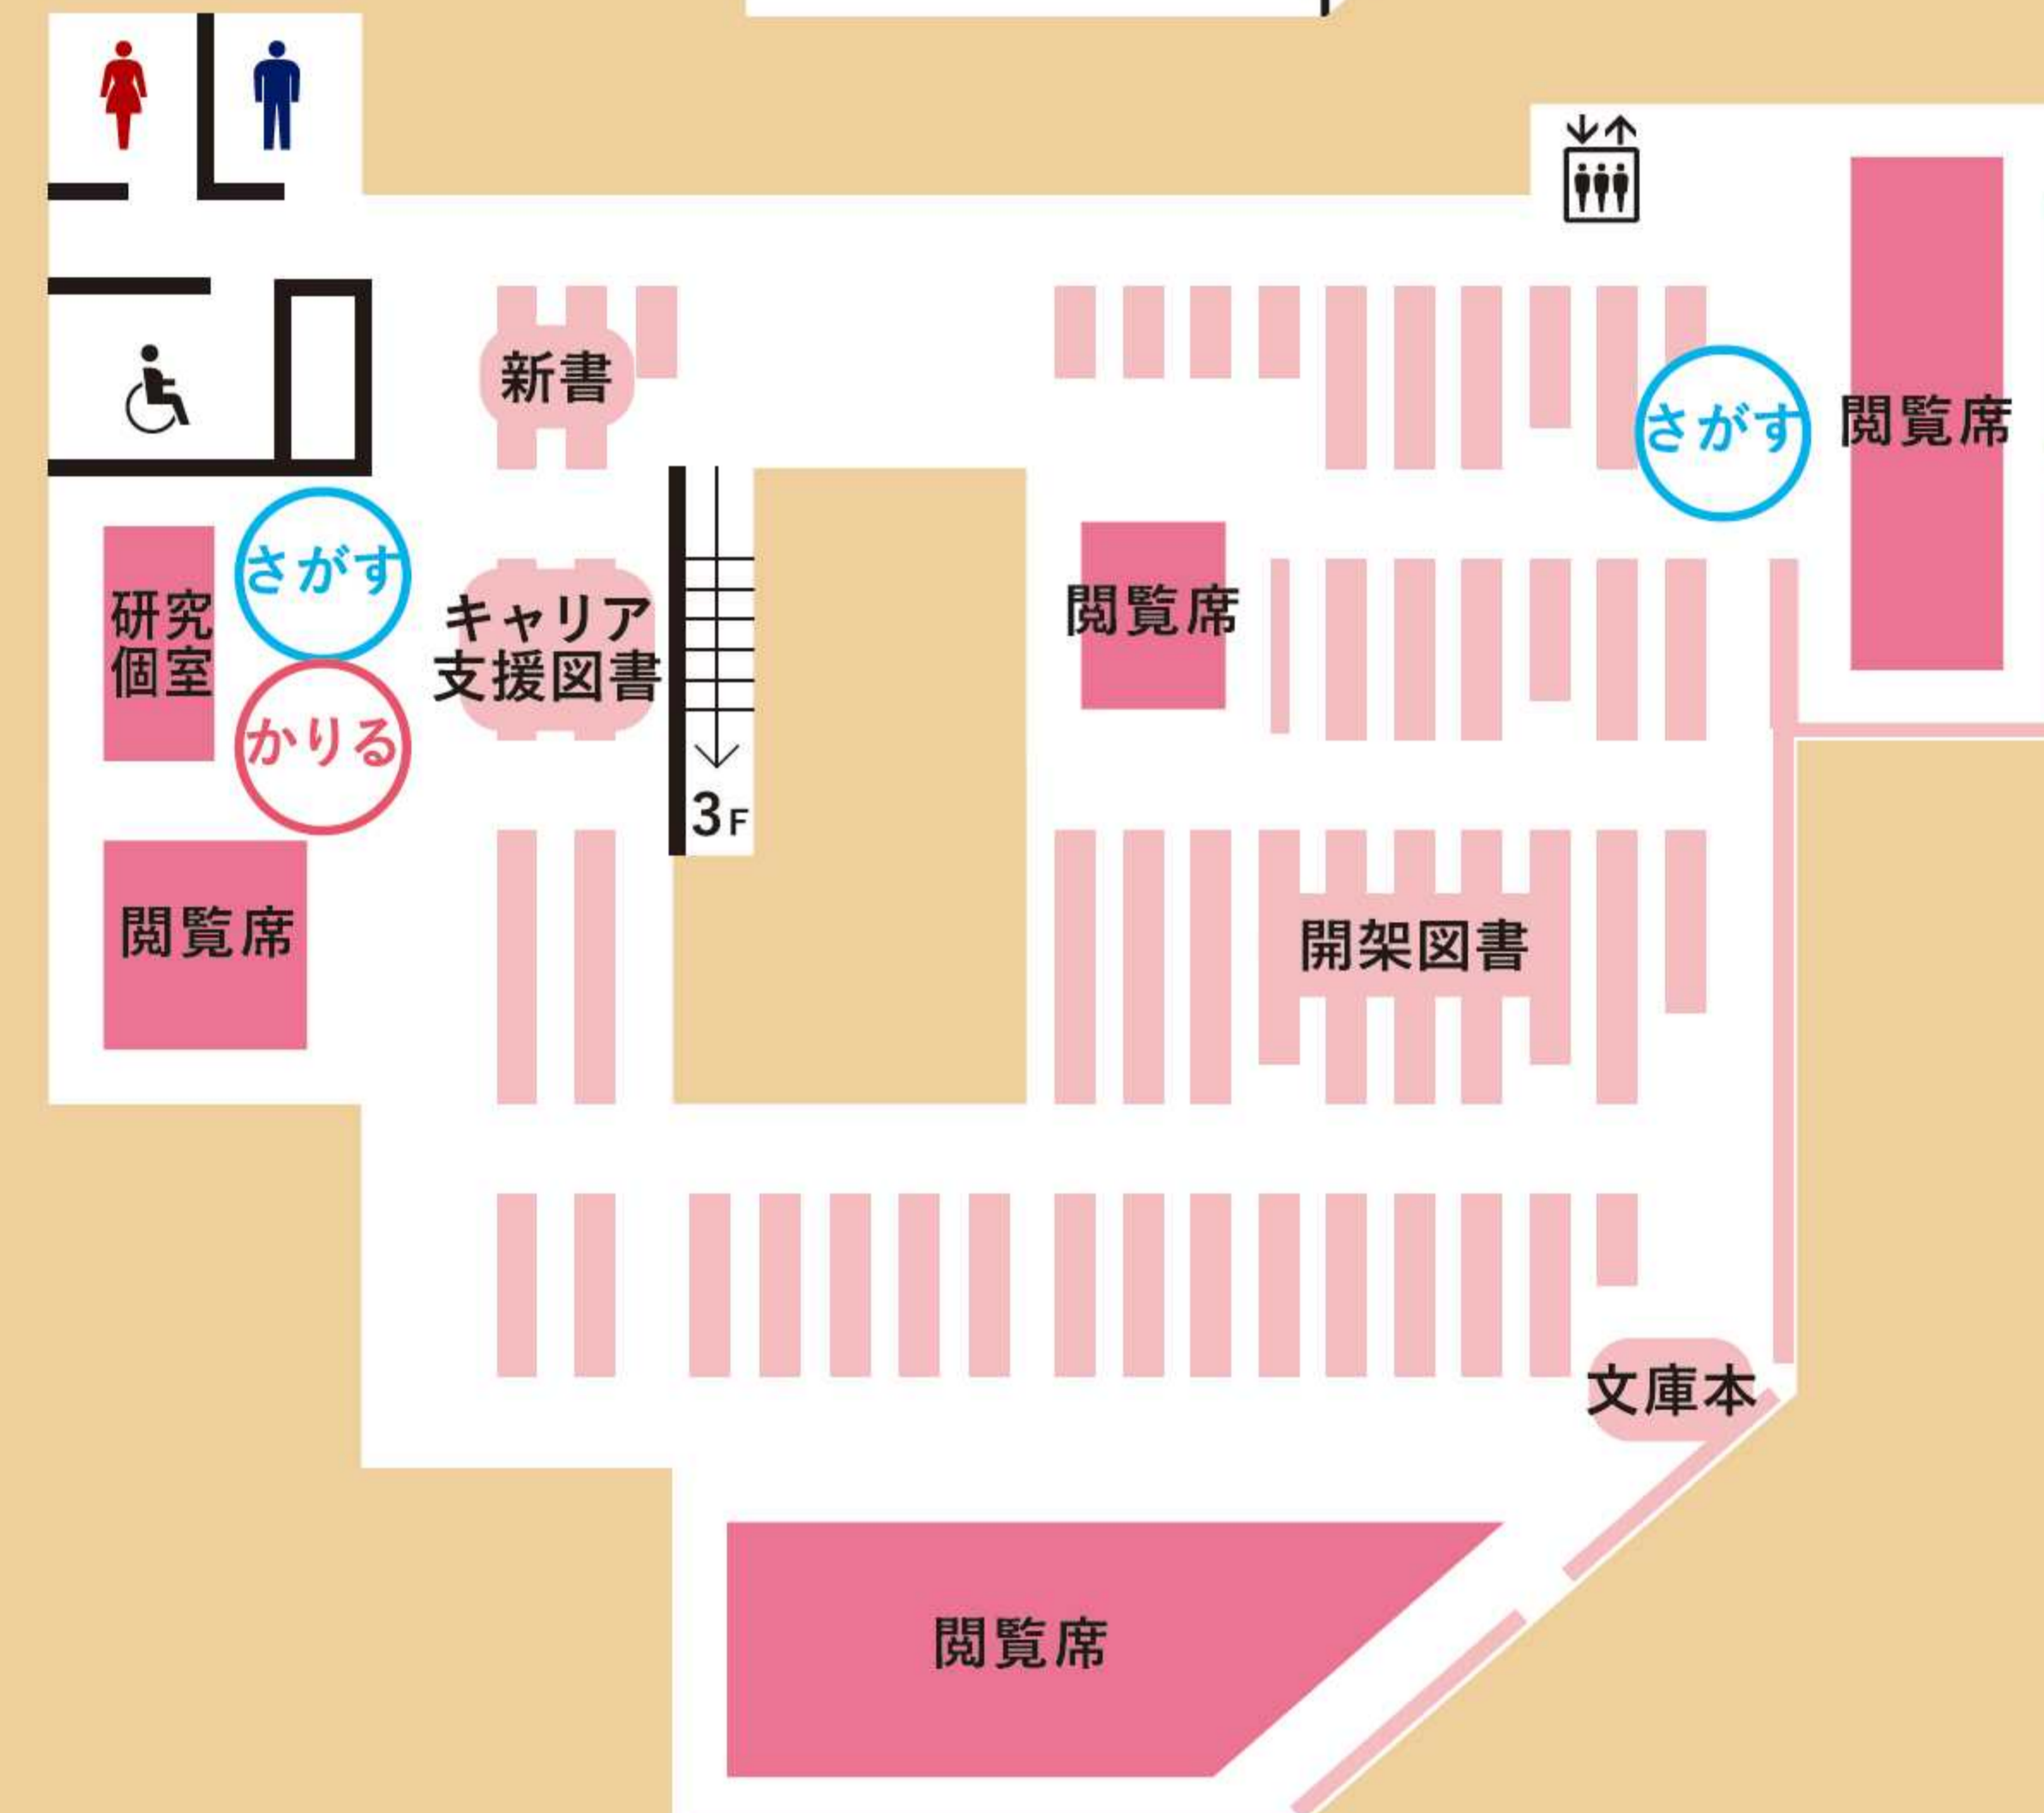 新書
さがす
閲覧席
さがす
研究
個室
キャリア
支援図書
閲覧席
かりる
3F
閲覧席
開架図書
文庫本
閲覧席